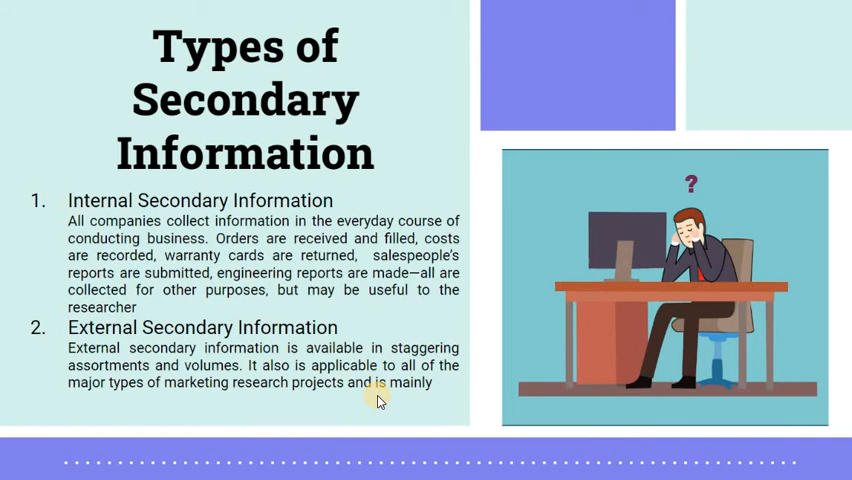 Types of
Secondary
Information
1. Internal Secondary Information
All companies collect information in the everyday course of
conducting business. Orders are received and filled, costs
are recorded, warranty cards are returned, salespeople's
reports are submitted, engineering reports are made—all are
collected for other purposes, but may be useful to the
researcher
2. External Secondary Information
External secondary information is available in staggering
assortments and volumes. It also is applicable to all of the
major types of marketing research projects and is mainly
?